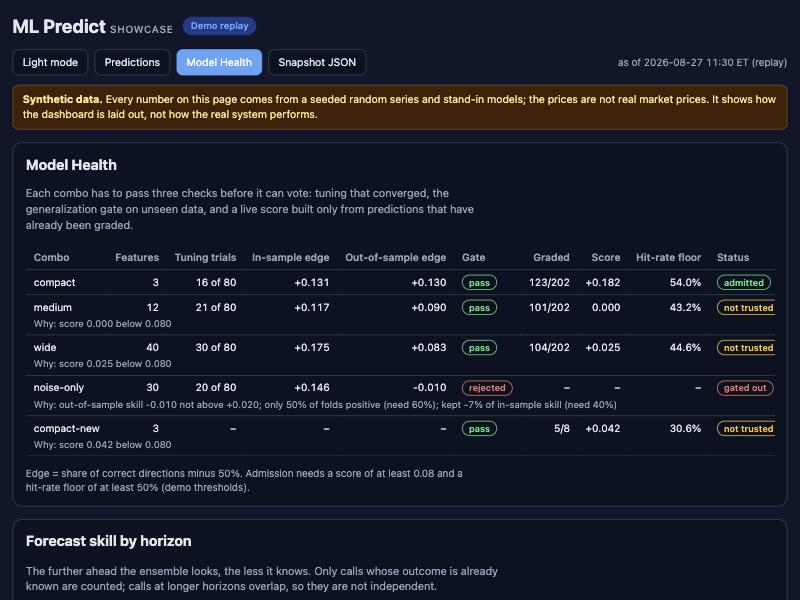 ML Predict SHOWCASE Demo replay
Light mode Predictions Model Health Snapshot JSON as of 2026-08-27 11:30 ET (replay)
Synthetic data. Every number on this page comes from a seeded random series and stand-in models; the prices are not real market prices. It shows how
the dashboard is laid out, not how the real system performs.
Model Health
Each combo has to pass three checks before it can vote: tuning that converged, the
generalization gate on unseen data, and a live score built only from predictions that have
already been graded.
Combo Features Tuning trials In-sample edge Out-of-sample edge Gate Graded Score Hit-rate floor Status
compact 3 16 of 80 +0.131 +0.130 pass 123/202 +0.182 54.0% admitted
medium 12 21 of 80 +0.117 +0.090 pass 101/202 0.000 43.2% not trusted
Why: score 0.000 below 0.080
wide 40 30 of 80 +0.175 +0.083 pass 104/202 +0.025 44.6% not trusted
Why: score 0.025 below 0.080
noise-only 30 20 of 80 +0.146 -0.010 rejected – – – gated out
Why: out-of-sample skill -0.010 not above +0.020; only 50% of folds positive (need 60%); kept -7% of in-sample skill (need 40%)
compact-new 3 – – – pass 5/8 +0.042 30.6% not trusted
Why: score 0.042 below 0.080
Edge = share of correct directions minus 50%. Admission needs a score of at least 0.08 and a
hit-rate floor of at least 50% (demo thresholds).
Forecast skill by horizon
The further ahead the ensemble looks, the less it knows. Only calls whose outcome is already
known are counted; calls at longer horizons overlap, so they are not independent.